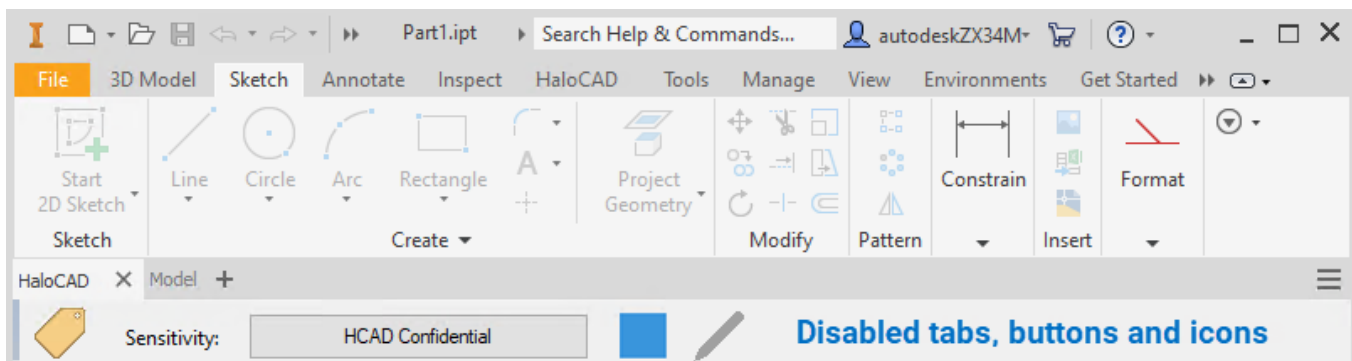 Part1.ipt Search Help & Commands... autodeskZX34M
File 3D Model Sketch Annotate Inspect HaloCAD Tools Manage View Environments Get Started
Start
2D Sketch
Line Circle Arc Rectangle
A
Project
Geometry
Constrain
Format
Sketch Create Modify Pattern Insert
HaloCAD Model
Sensitivity: HCAD Confidential Disabled tabs, buttons and icons